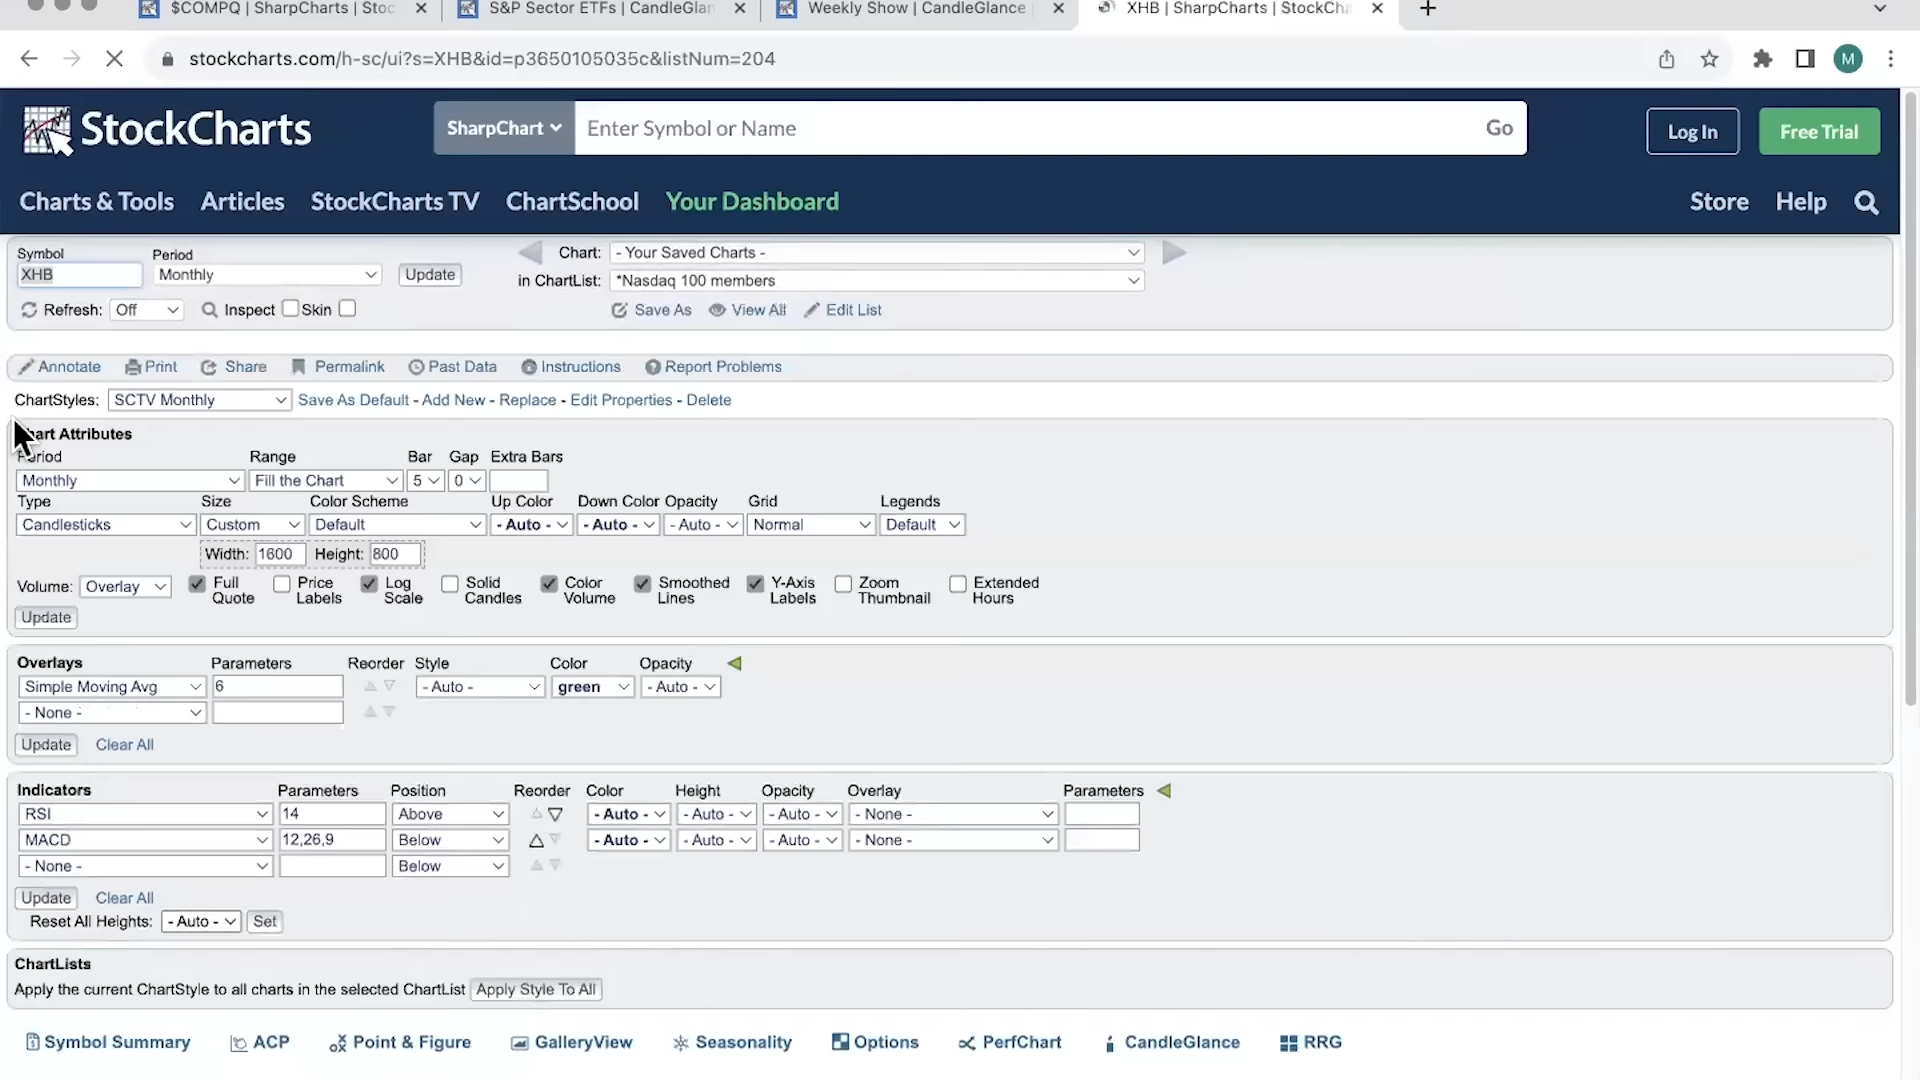 $COMPQ | SharpCharts | Stoc
S&P Sector ETFs | CandleGlan
Weekly Show | CandleGlance
XHB | SharpCharts | StockCha
stockcharts.com/h-sc/ui?s=XHB&id=p3650105035c&listNum=204
M
StockCharts
SharpChart
Enter Symbol or Name
Go
Log In
Free Trial
Charts & Tools
Articles
StockCharts TV
ChartSchool
Your Dashboard
Store
Help
Symbol
Period
Chart:
- Your Saved Charts -
XHB
Monthly
Update
in ChartList:
*Nasdaq 100 members
Refresh:
Off
Inspect
Skin
Save As
View All
Edit List
Annotate
Print
Share
Permalink
Past Data
Instructions
Report Problems
ChartStyles:
SCTV Monthly
Save As Default - Add New - Replace - Edit Properties - Delete
Chart Attributes
Period
Range
Bar
Gap
Extra Bars
Monthly
Fill the Chart
5
0
Type
Size
Color Scheme
Up Color
Down Color
Opacity
Grid
Legends
Candlesticks
Custom
Default
- Auto -
- Auto -
- Auto -
Normal
Default
Width:
1600
Height:
800
Volume:
Overlay
Full Quote
Price Labels
Log Scale
Solid Candles
Color Volume
Smoothed Lines
Y-Axis Labels
Zoom Thumbnail
Extended Hours
Update
Overlays
Parameters
Reorder
Style
Color
Opacity
Simple Moving Avg
6
- Auto -
green
- Auto -
- None -
Update
Clear All
Indicators
Parameters
Position
Reorder
Color
Height
Opacity
Overlay
Parameters
RSI
14
Above
- Auto -
- Auto -
- Auto -
- None -
MACD
12,26,9
Below
- Auto -
- Auto -
- Auto -
- None -
- None -
Below
Update
Clear All
Reset All Heights:
- Auto -
Set
ChartLists
Apply the current ChartStyle to all charts in the selected ChartList
Apply Style To All
Symbol Summary
ACP
Point & Figure
GalleryView
Seasonality
Options
PerfChart
CandleGlance
RRG